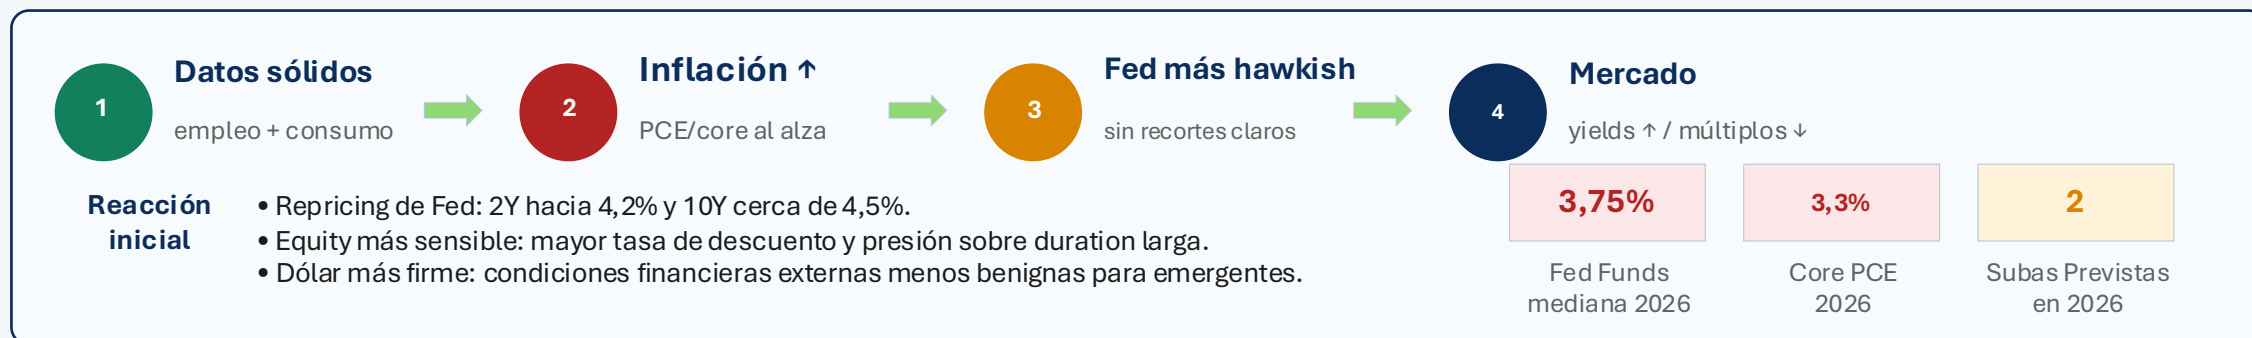 1
Datos sólidos
empleo + consumo
2
Inflación ↑
PCE/core al alza
3
Fed más hawkish
sin recortes claros
4
Mercado
yields ↑ / múltiplos ↓
Reacción
inicial
• Repricing de Fed: 2Y hacia 4,2% y 10Y cerca de 4,5%.
• Equity más sensible: mayor tasa de descuento y presión sobre duration larga.
• Dólar más firme: condiciones financieras externas menos benignas para emergentes.
3,75%
Fed Funds
mediana 2026
3,3%
Core PCE
2026
2
Subas Previstas
en 2026